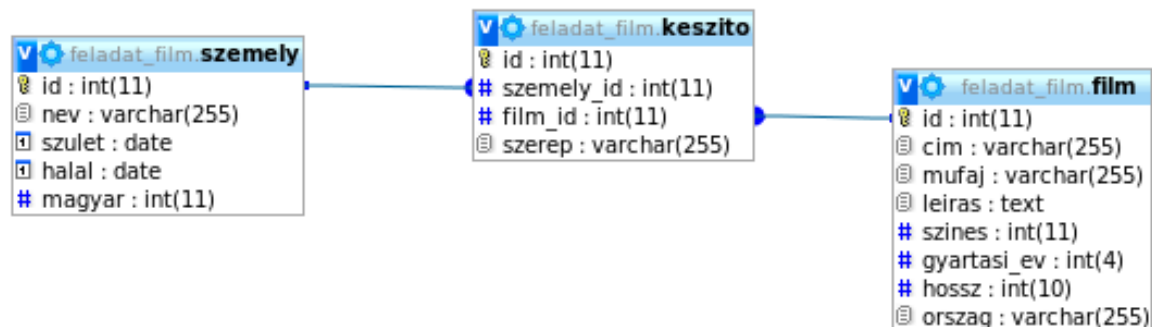 feladat_film.szemely
id : int(11)
nev : varchar(255)
szulet : date
halal : date
magyar : int(11)
feladat_film.keszito
id : int(11)
szemely_id : int(11)
film_id : int(11)
szerep : varchar(255)
feladat_film.film
id : int(11)
cim : varchar(255)
mufaj : varchar(255)
leiras : text
szines : int(11)
gyartasi_ev : int(4)
hossz : int(10)
orszag : varchar(255)